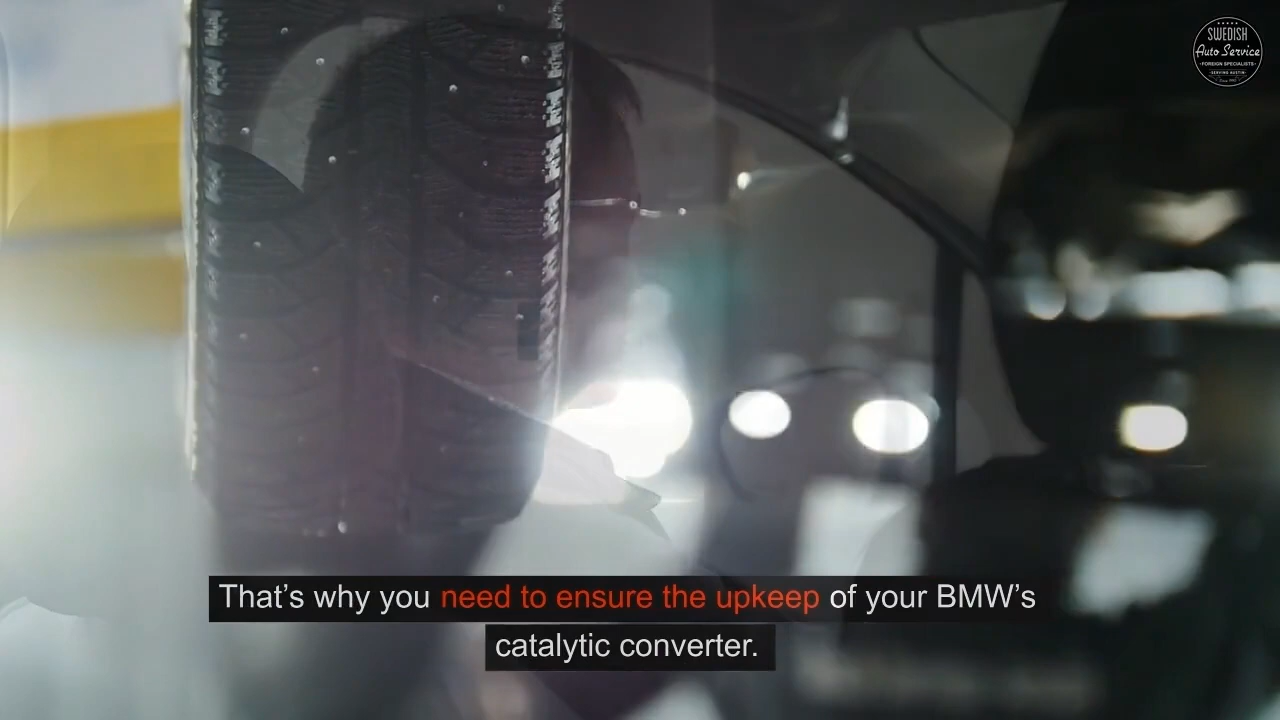 SWEDISH
Auto Service
•FOREIGN SPECIALISTS•
•SERVING AUSTIN•
That’s why you need to ensure the upkeep of your BMW’s
catalytic converter.